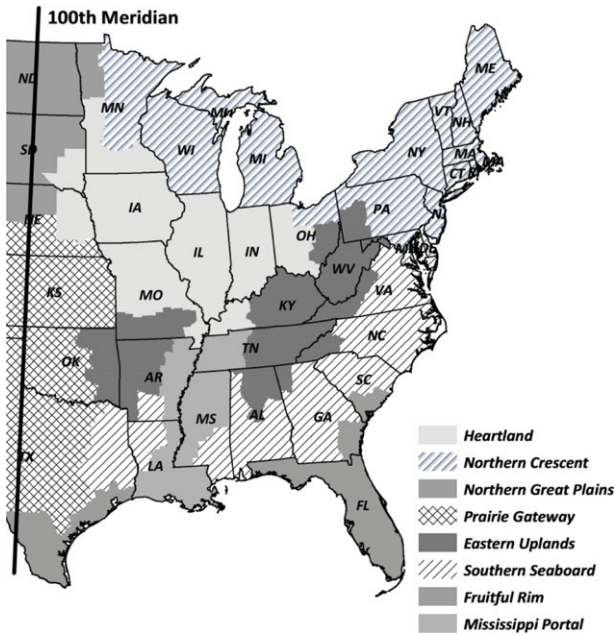 100th Meridian
ND
MN
ME
SD
WI
MI
VT
NH
NY
MA
CT
NE
IA
PA
IL
IN
OH
WV
KS
MO
KY
VA
OK
TN
NC
AR
SC
MS
AL
GA
TX
LA
FL
Heartland
Northern Crescent
Northern Great Plains
Prairie Gateway
Eastern Uplands
Southern Seaboard
Fruitful Rim
Mississippi Portal